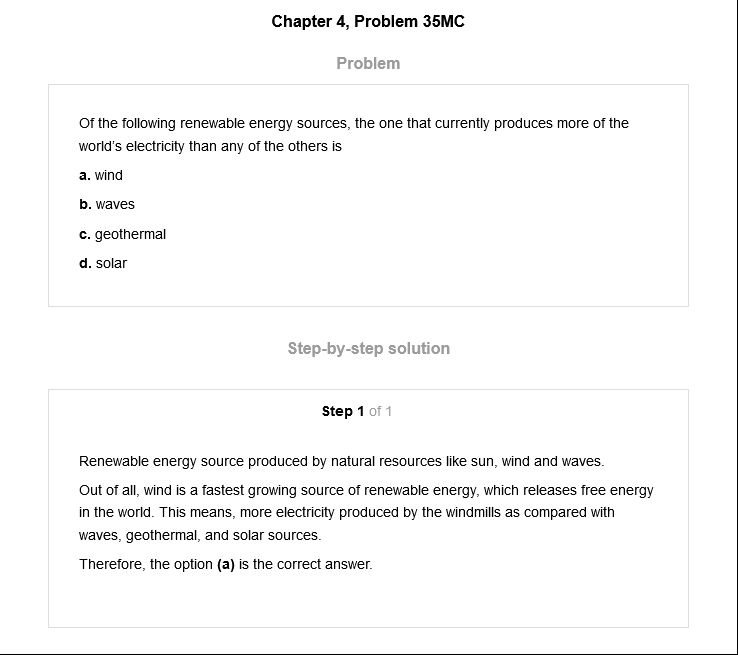 Chapter 4, Problem 35MC
Problem
Of the following renewable energy sources, the one that currently produces more of the
world's electricity than any of the others is
a. wind
b. waves
c. geothermal
d. solar
Step-by-step solution
Step 1 of 1
Renewable energy source produced by natural resources like sun, wind and waves.
Out of all, wind is a fastest growing source of renewable energy, which releases free energy
in the world. This means, more electricity produced by the windmills as compared with
waves, geothermal, and solar sources.
Therefore, the option (a) is the correct answer.